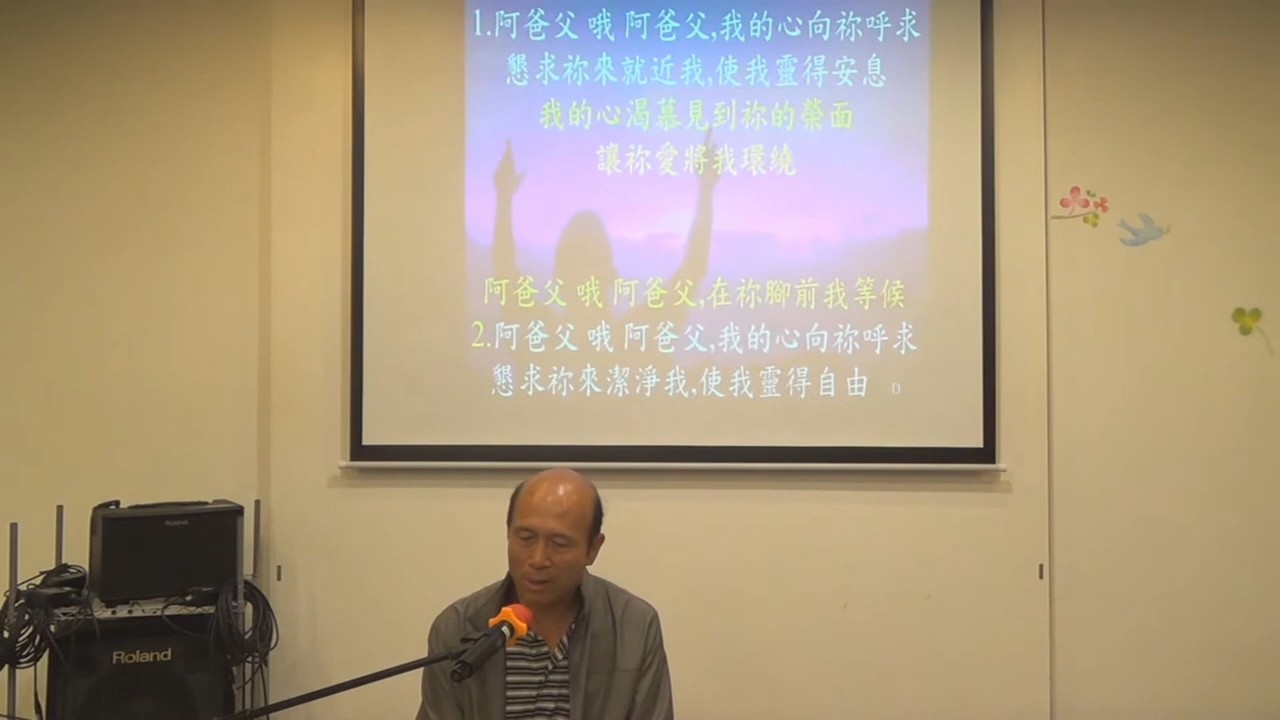 1.阿爸父 哦 阿爸父,我的心向祢呼求
懇求祢來就近我,使我靈得安息
我的心渴慕見到祢的榮面
讓祢愛將我環繞
阿爸父 哦 阿爸父,在祢腳前我等候
2.阿爸父 哦 阿爸父,我的心向祢呼求
懇求祢來潔淨我,使我靈得自由 D
Roland
Roland